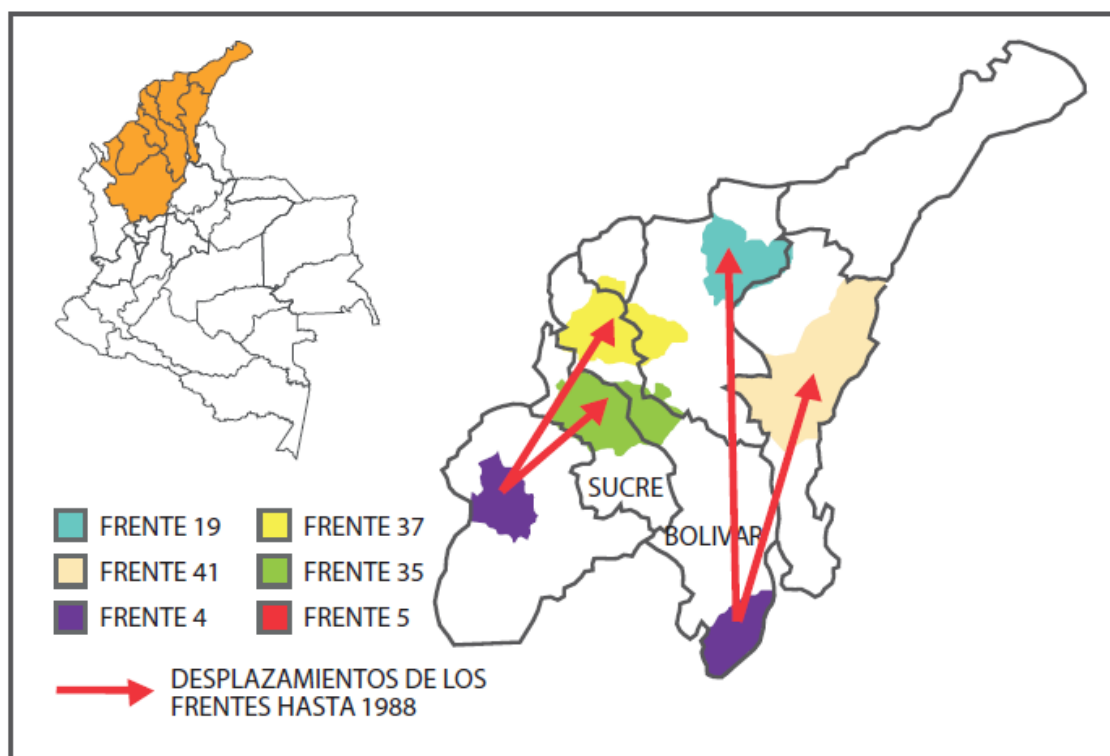 SUCRE
BOLIVAR
FRENTE 19
FRENTE 37
FRENTE 41
FRENTE 35
FRENTE 4
FRENTE 5
DESPLAZAMIENTOS DE LOS
FRENTES HASTA 1988